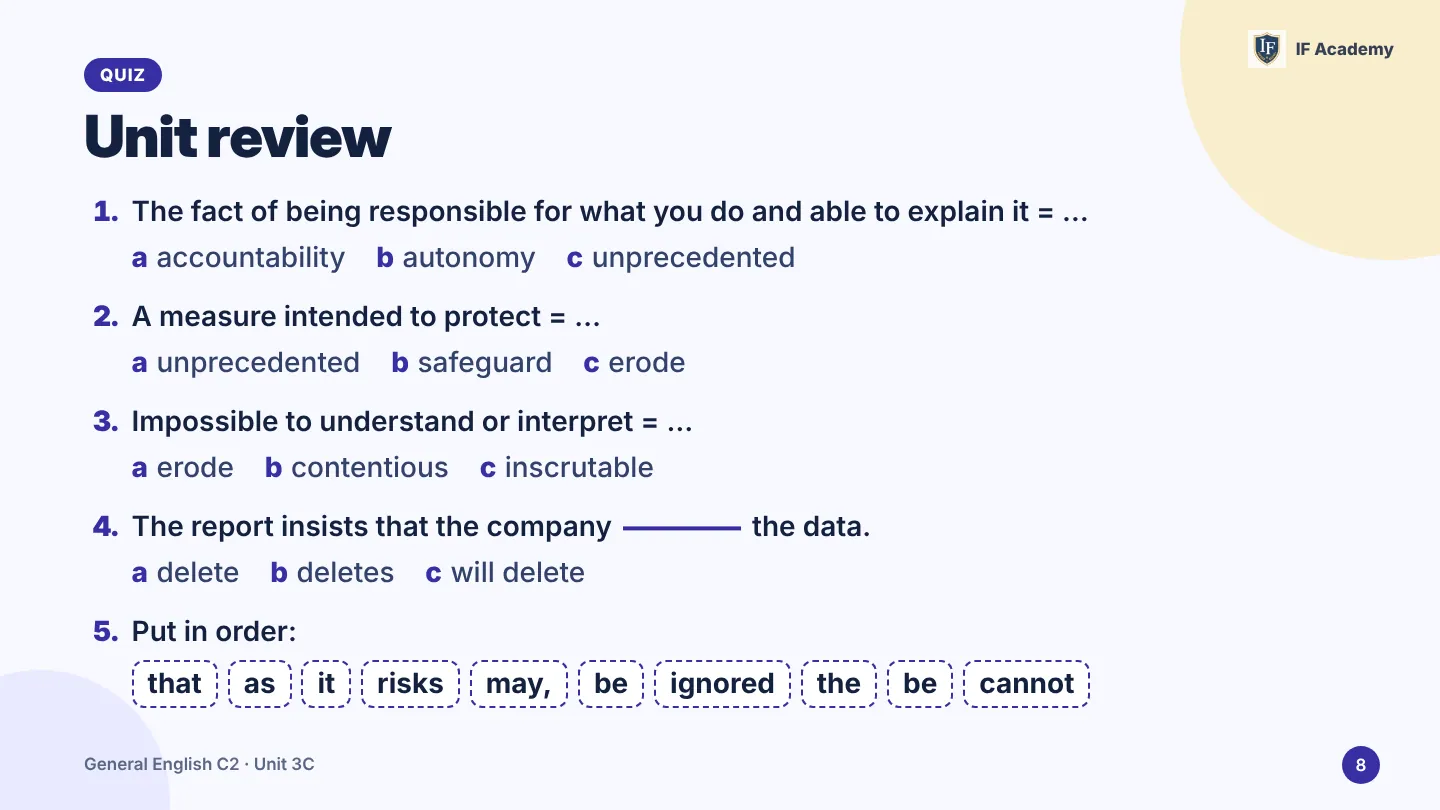 QUIZ
IF Academy
Unit review
1. The fact of being responsible for what you do and able to explain it = ...
a accountability b autonomy c unprecedented
2. A measure intended to protect = ...
a unprecedented b safeguard c erode
3. Impossible to understand or interpret = ...
a erode b contentious c inscrutable
4. The report insists that the company ______ the data.
a delete b deletes c will delete
5. Put in order:
that as it risks may, be ignored the be cannot
General English C2 · Unit 3C
8